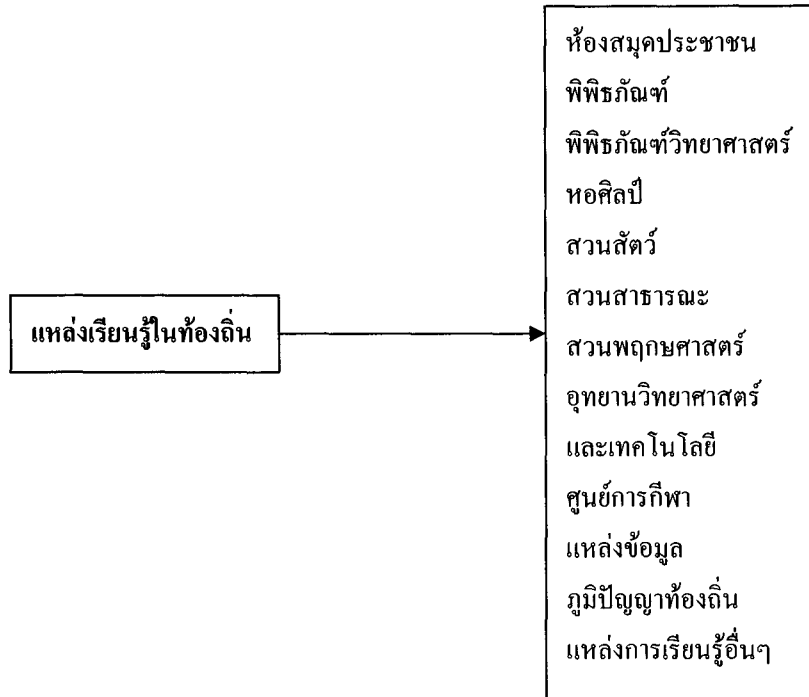 แหล่งเรียนรู้ในท้องถิ่น
ห้องสมุดประชาชน
พิพิธภัณฑ์
พิพิธภัณฑ์วิทยาศาสตร์
หอศิลป์
สวนสัตว์
สวนสาธารณะ
สวนพฤกษศาสตร์
อุทยานวิทยาศาสตร์
และเทคโนโลยี
ศูนย์การกีฬา
แหล่งข้อมูล
ภูมิปัญญาท้องถิ่น
แหล่งการเรียนรู้อื่นๆ